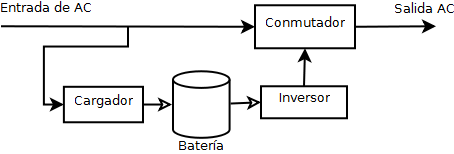 Entrada de AC
Salida AC
Conmutador
Cargador
Inversor
Batería